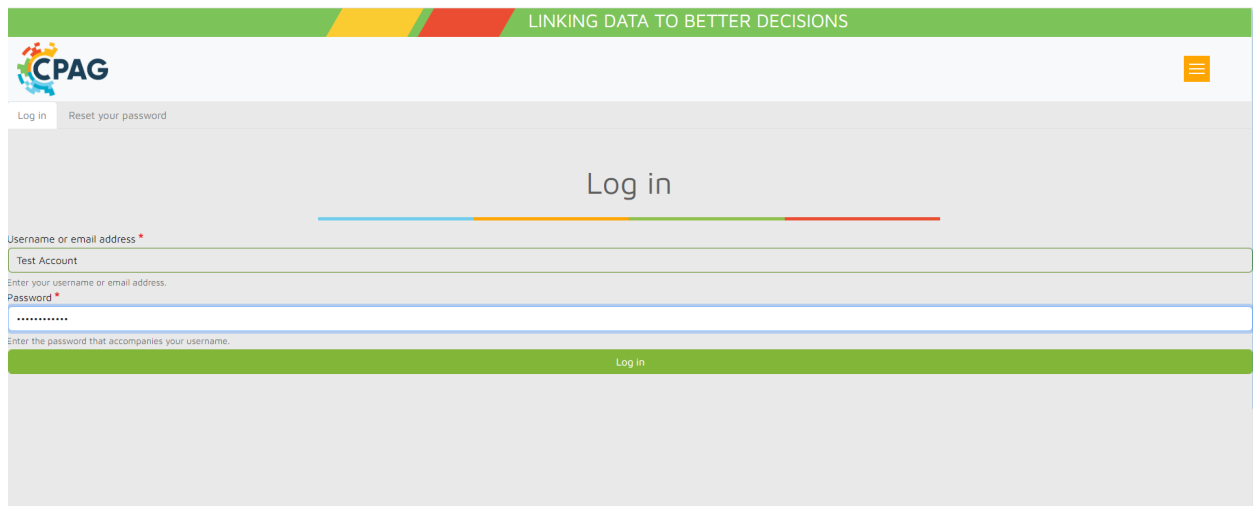 LINKING DATA TO BETTER DECISIONS
CPAG
Log in Reset your password
Log in
Username or email address *
Test Account
Enter your username or email address.
Password *
••••••••••••
Enter the password that accompanies your username.
Log in